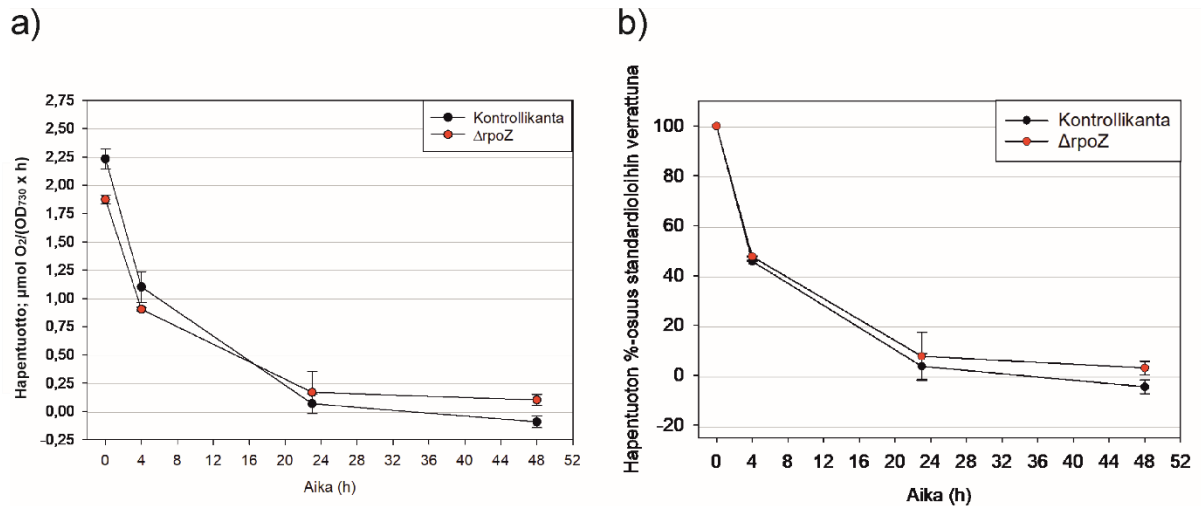 a)
Hapentuotto; µmol O₂/(OD₇₃₀ x h)
2,75
2,50
2,25
2,00
1,75
1,50
1,25
1,00
0,75
0,50
0,25
0,00
-0,25
Kontrollikanta
ΔrpoZ
0 4 8 12 16 20 24 28 32 36 40 44 48 52
Aika (h)
b)
Hapentuoton %-osuus standardioloihin verrattuna
100
80
60
40
20
0
-20
Kontrollikanta
ΔrpoZ
0 4 8 12 16 20 24 28 32 36 40 44 48 52
Aika (h)